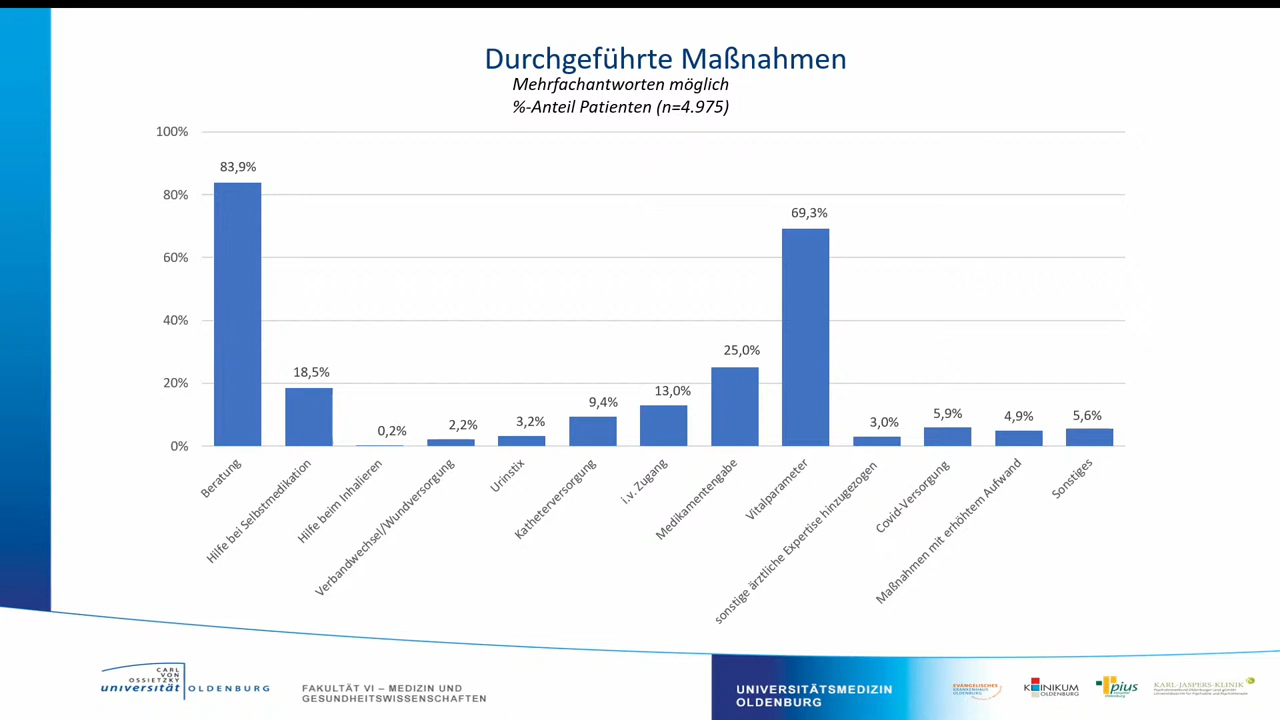 Durchgeführte Maßnahmen
Mehrfachantworten möglich
%-Anteil Patienten (n=4.975)
100%
80%
60%
40%
20%
0%
83,9%
18,5%
0,2%
2,2%
3,2%
9,4%
13,0%
25,0%
69,3%
3,0%
5,9%
4,9%
5,6%
Beratung
Hilfe bei Selbstmedikation
Hilfe beim Inhalieren
Verbandwechsel/Wundversorgung
Urinstix
Katheterversorgung
i.v. Zugang
Medikamentengabe
Vitalparameter
sonstige ärztliche Expertise hinzugezogen
Covid-Versorgung
Maßnahmen mit erhöhtem Aufwand
Sonstiges
CARL
VON
OSSIETZKY
universität OLDENBURG
FAKULTÄT VI – MEDIZIN UND
GESUNDHEITSWISSENSCHAFTEN
UNIVERSITÄTSMEDIZIN
OLDENBURG
EVANGELISCHES
KRANKENHAUS
OLDENBURG
KLINIKUM
OLDENBURG
pius
KARL-JASPERS-KLINIK